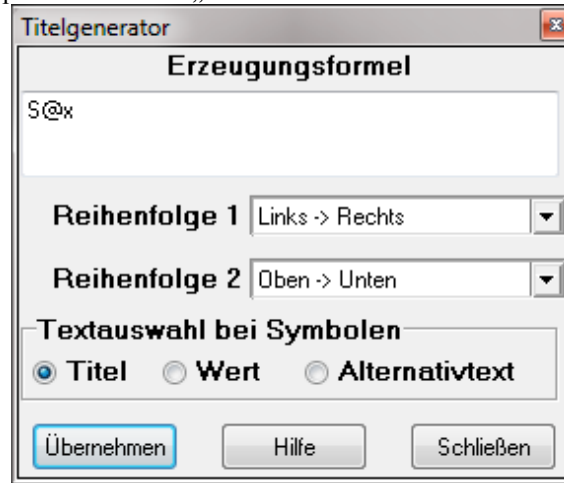 Titelgenerator
Erzeugungsformel
S@x
Reihenfolge 1 Links -> Rechts
Reihenfolge 2 Oben -> Unten
Textauswahl bei Symbolen
Titel Wert Alternativtext
Übernehmen Hilfe Schließen